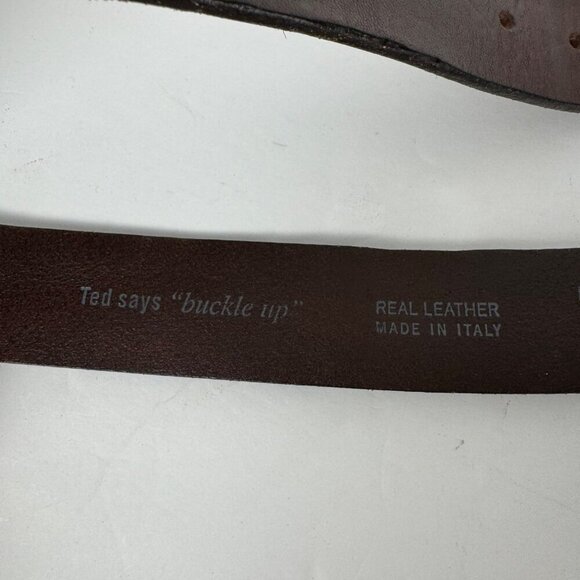 Ted says “buckle up”
REAL LEATHER
MADE IN ITALY